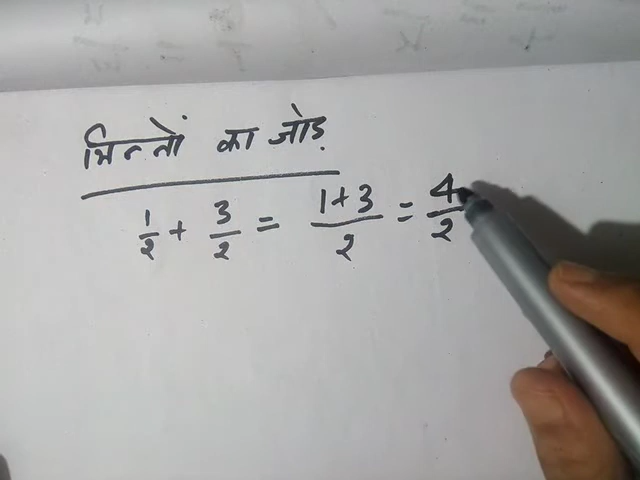 भिन्नों का जोड़
1/2 + 3/2 = (1+3)/2 = 4/2